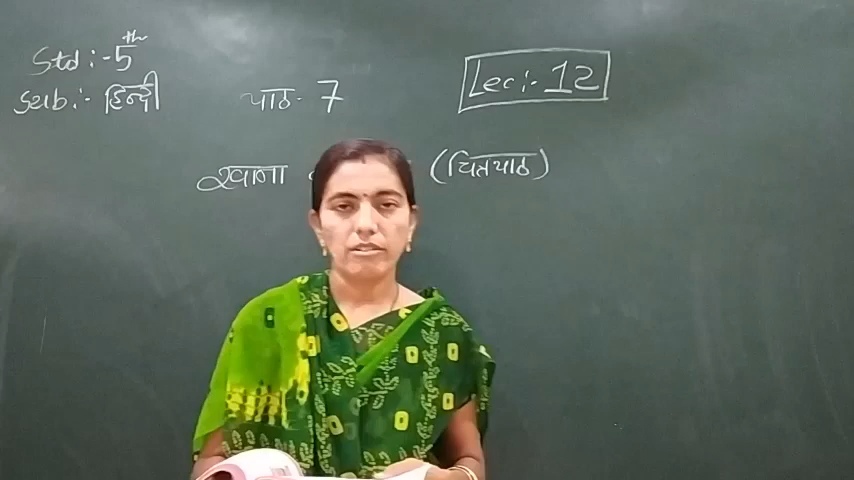 Std :- 5th
Sub :- हिन्दी
पाठ - 7
Lec :- 12
खाना (चित्रपाठ)